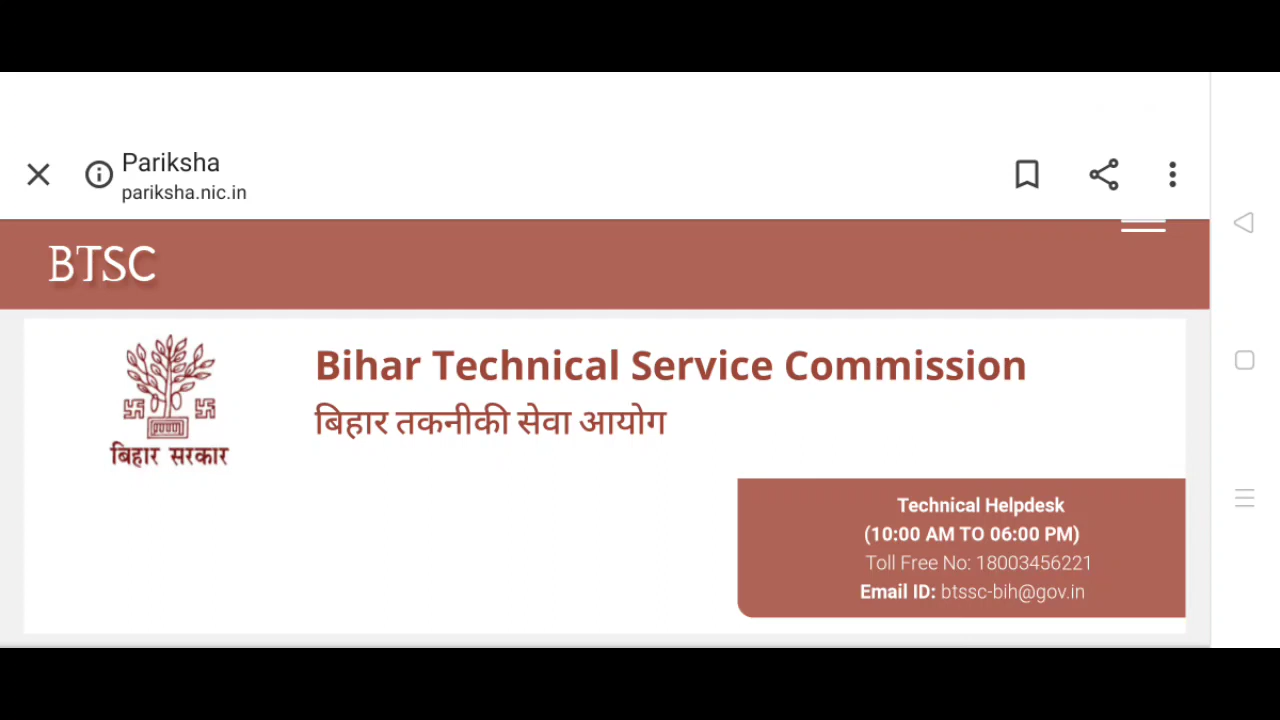 Pariksha
pariksha.nic.in
BTSC
Bihar Technical Service Commission
बिहार तकनीकी सेवा आयोग
बिहार सरकार
Technical Helpdesk
(10:00 AM TO 06:00 PM)
Toll Free No: 18003456221
Email ID: btssc-bih@gov.in